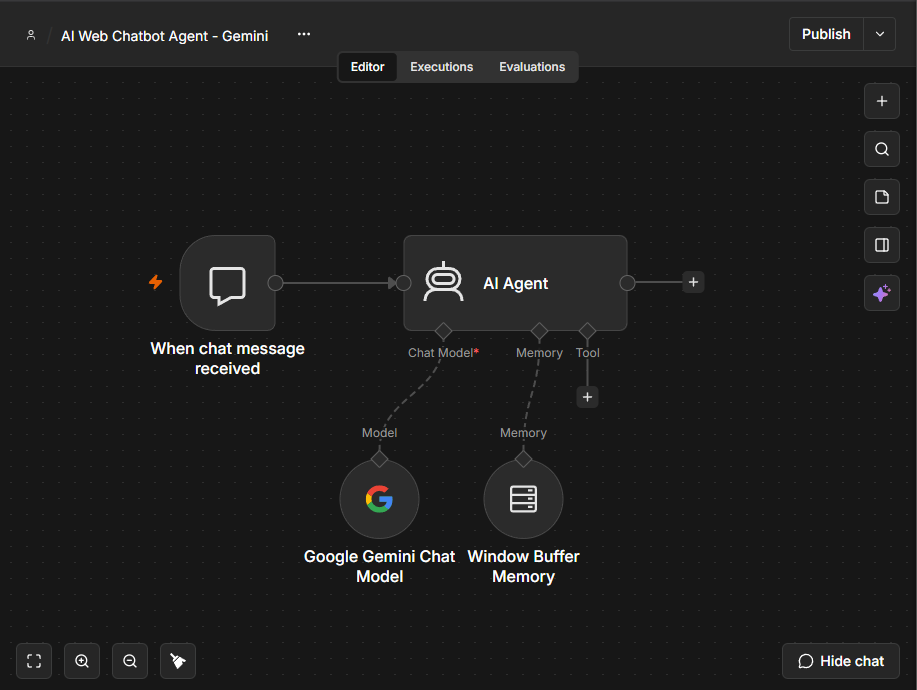 AI Web Chatbot Agent - Gemini
Publish
Editor
Executions
Evaluations
AI Agent
When chat message
received
Chat Model*
Memory
Tool
Model
Memory
Google Gemini Chat
Model
Window Buffer
Memory
Hide chat